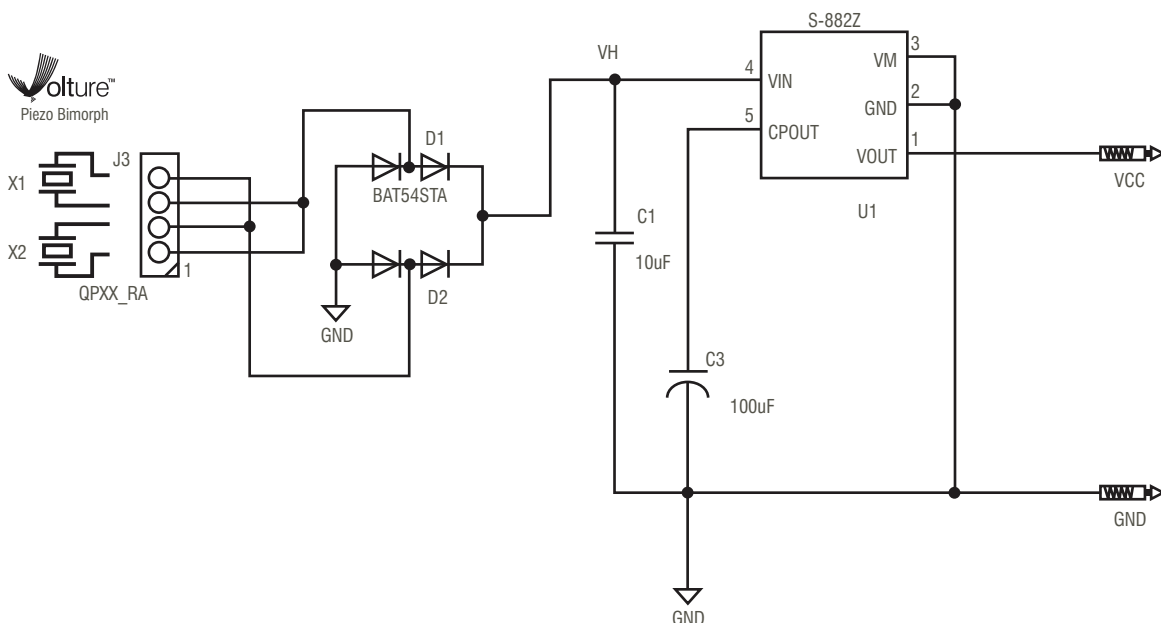 S-882Z
VH
3
4
VM
VIN
Volture™
Piezo Bimorph
2
GND
5
CPOUT
D1
1
VOUT
J3
X1
VCC
BAT54STA
U1
C1
X2
10uF
1
D2
QPXX_RA
GND
C3
100uF
GND
GND